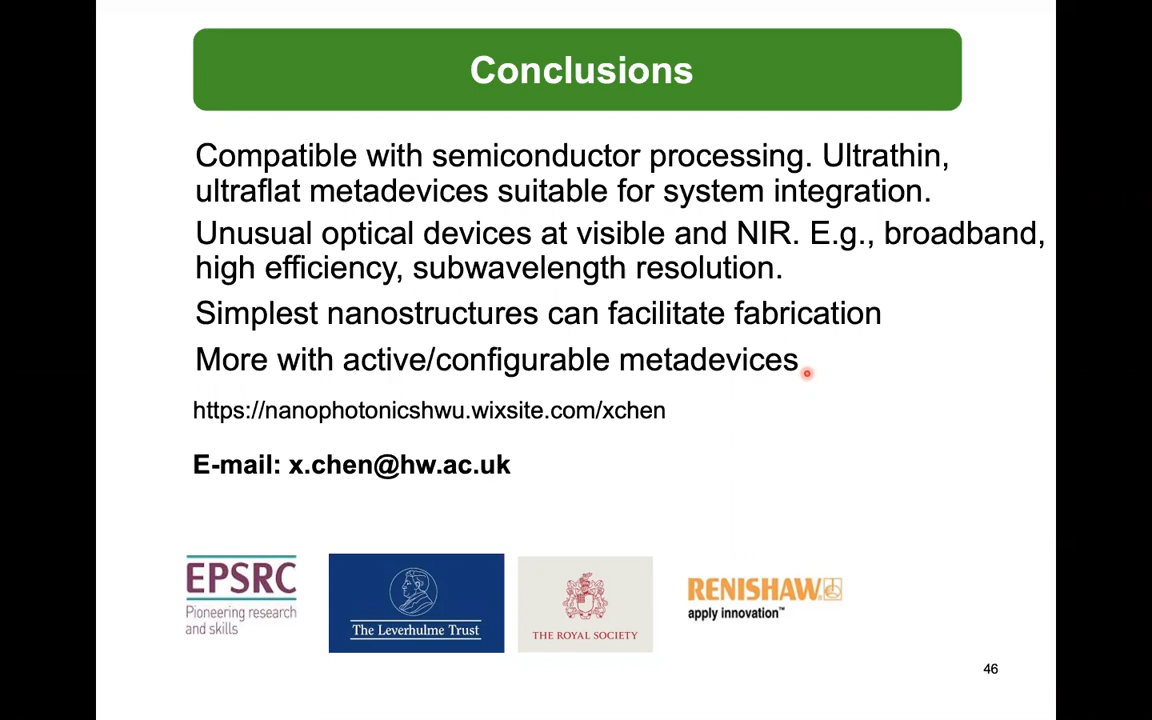 Conclusions
Compatible with semiconductor processing. Ultrathin,
ultraflat metadevices suitable for system integration.
Unusual optical devices at visible and NIR. E.g., broadband,
high efficiency, subwavelength resolution.
Simplest nanostructures can facilitate fabrication
More with active/configurable metadevices
https://nanophotonicshwu.wixsite.com/xchen
E-mail: x.chen@hw.ac.uk
EPSRC
Pioneering research
and skills
The Leverhulme Trust
THE ROYAL SOCIETY
RENISHAW
apply innovation™
46